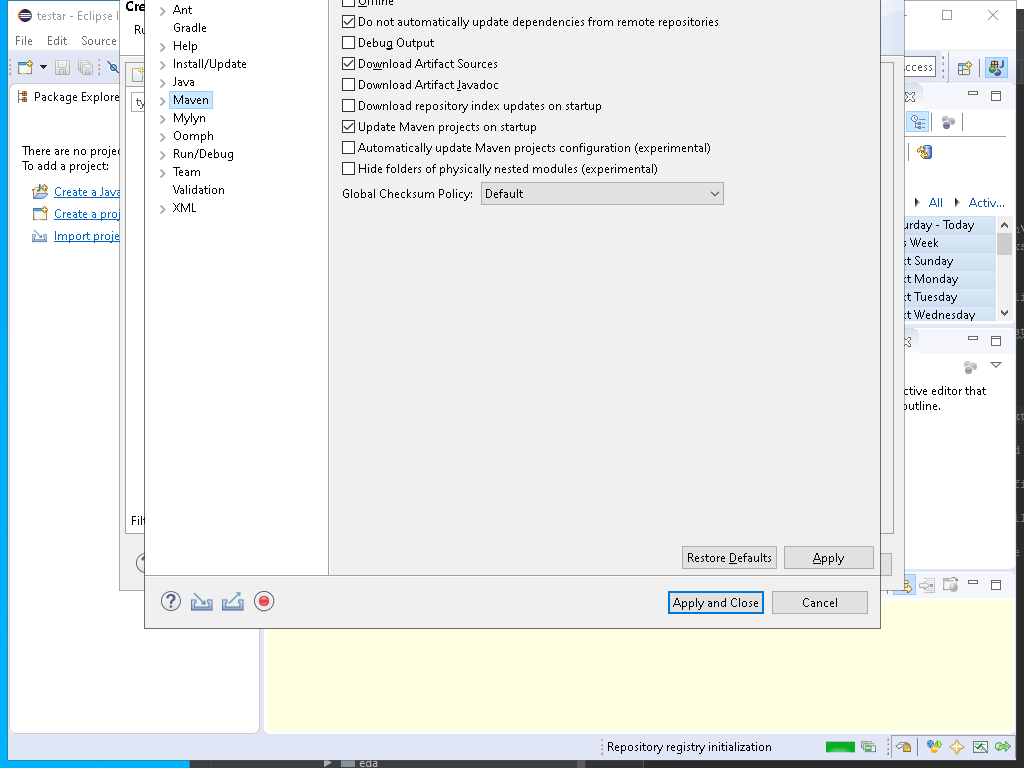 testar - Eclipse I
File Edit Source
Package Explore
There are no projec
To add a project:
Create a Java
Create a proj
Import proje
Cre
Ru
ty
Filt
Ant
Gradle
Help
Install/Update
Java
Maven
Mylyn
Oomph
Run/Debug
Team
Validation
XML
Offline
Do not automatically update dependencies from remote repositories
Debug Output
Download Artifact Sources
Download Artifact Javadoc
Download repository index updates on startup
Update Maven projects on startup
Automatically update Maven projects configuration (experimental)
Hide folders of physically nested modules (experimental)
Global Checksum Policy: Default
Restore Defaults Apply
Apply and Close Cancel
ccess
All Activ...
urday - Today
s Week
xt Sunday
xt Monday
xt Tuesday
xt Wednesday
ctive editor that
outline.
Repository registry initialization
eda